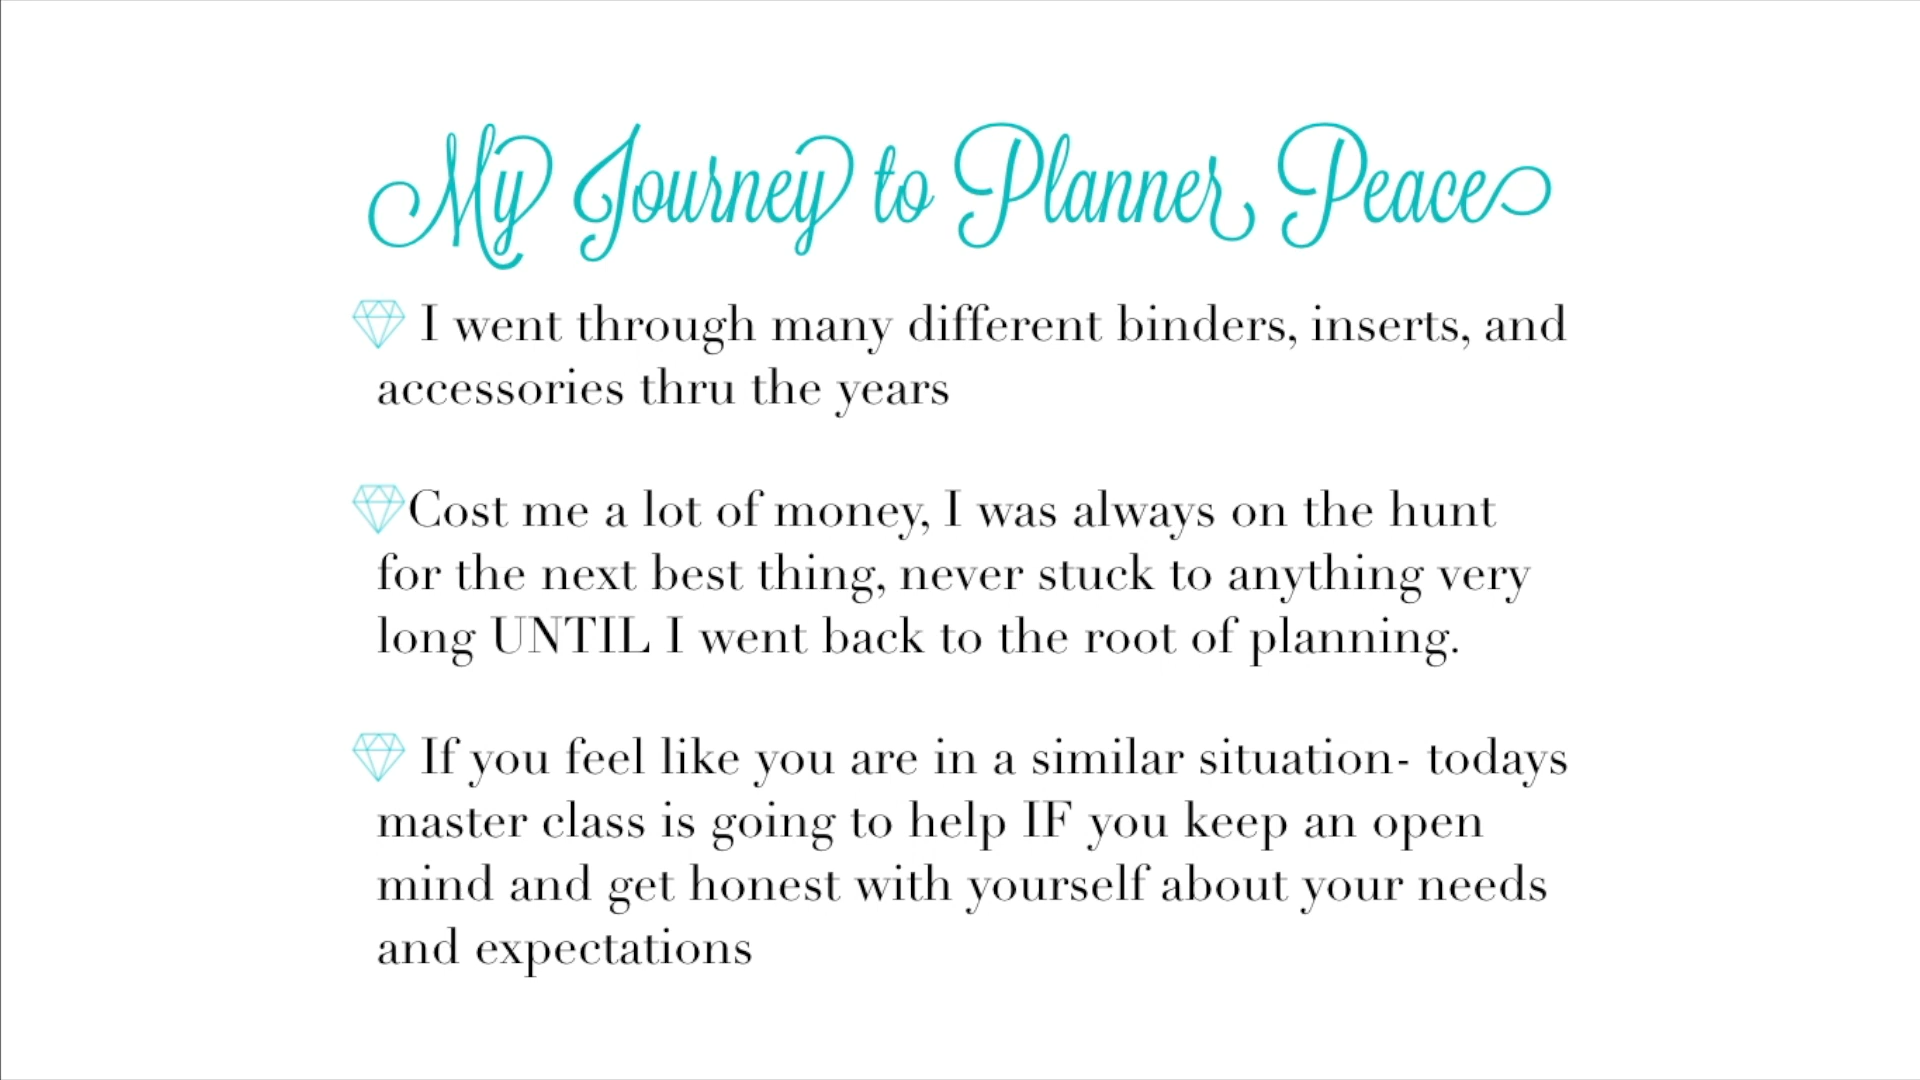 My Journey to Planner Peace
I went through many different binders, inserts, and
accessories thru the years
Cost me a lot of money, I was always on the hunt
for the next best thing, never stuck to anything very
long UNTIL I went back to the root of planning.
If you feel like you are in a similar situation- todays
master class is going to help IF you keep an open
mind and get honest with yourself about your needs
and expectations